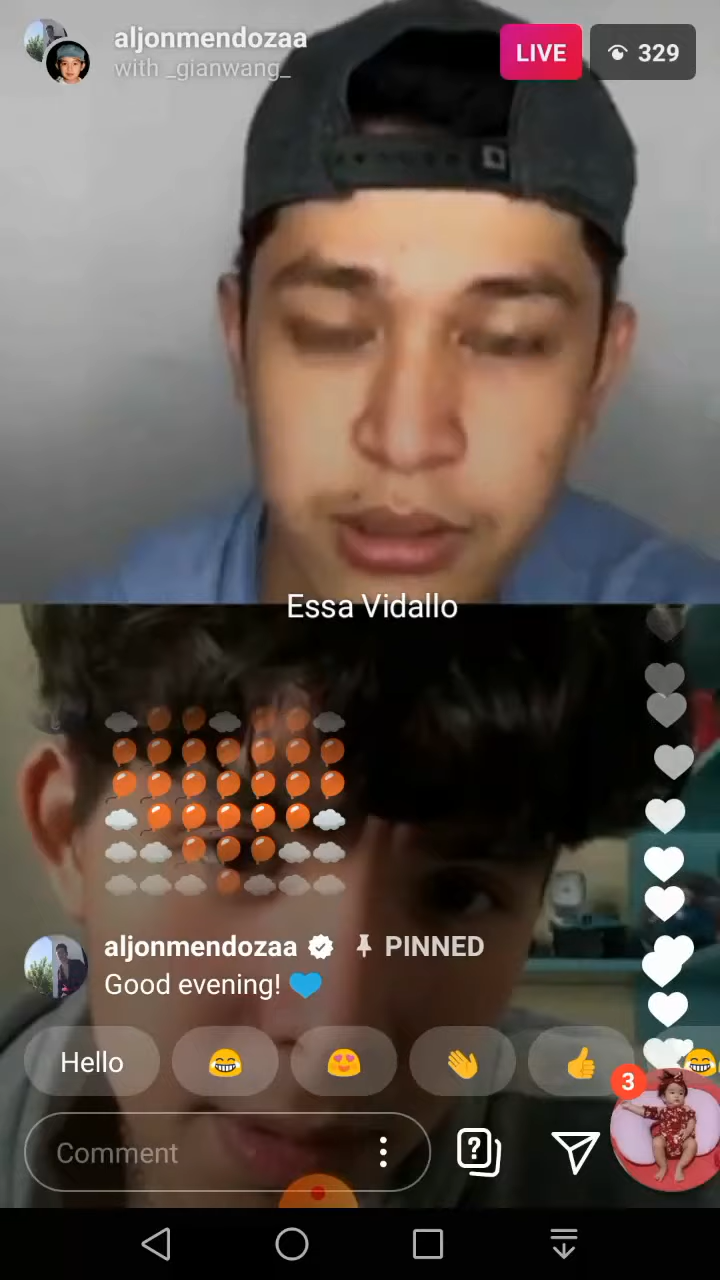 aljonmendozaa
with _gianwang_
LIVE
329
Essa Vidallo
aljonmendozaa PINNED
Good evening! 💙
Hello
3
Comment
?